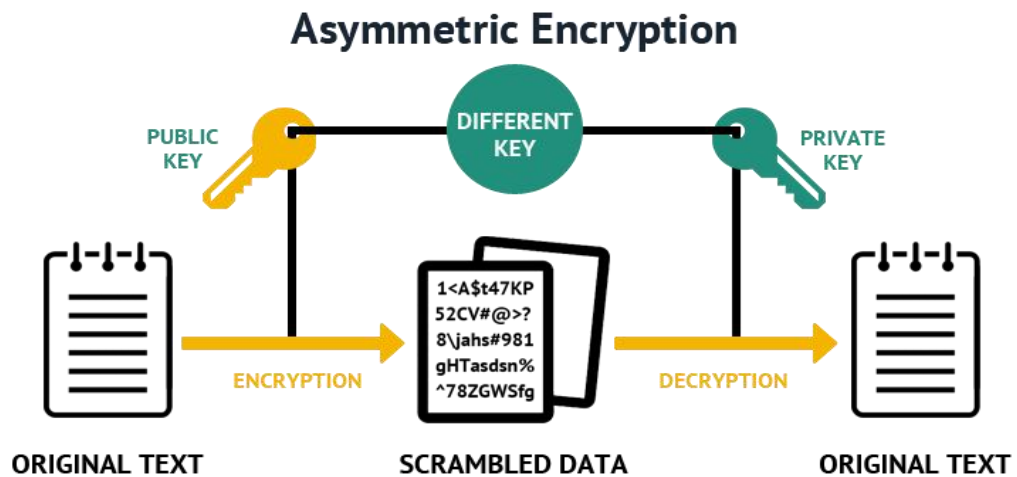 Asymmetric Encryption
PUBLIC
KEY
DIFFERENT
KEY
PRIVATE
KEY
1<A$t47KP
52CV#@>?
8\jahs#981
gHTasdsn%
^78ZGWSfg
ENCRYPTION
DECRYPTION
ORIGINAL TEXT
SCRAMBLED DATA
ORIGINAL TEXT